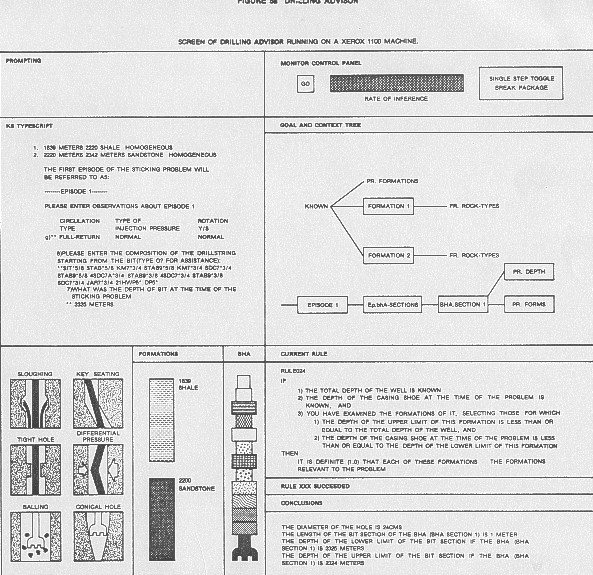 FIGURE 58 DRILLING ADVISOR
SCREEN OF DRILLING ADVISOR RUNNING ON A XEROX 1100 MACHINE.
PROMPTING
MONITOR CONTROL PANEL
GO
RATE OF INFERENCE
SINGLE STEP TOGGLE
BREAK PACKAGE
KS TYPESCRIPT
1. 1839 METERS 2220 SHALE HOMOGENEOUS
2. 2220 METERS 2342 METERS SANDSTONE HOMOGENEOUS
THE FIRST EPISODE OF THE STICKING PROBLEM WILL
BE REFERRED TO AS:
--------EPISODE 1--------
PLEASE ENTER OBSERVATIONS ABOUT EPISODE 1
CIRCULATION TYPE OF ROTATION
TYPE INJECTION PRESSURE Y/S
FULL-RETURN NORMAL NORMAL
PLEASE ENTER THE COMPOSITION OF THE DRILLSTRING
STARTING FROM THE BIT(TYPE O? FOR ASSISTANCE):
7)WHAT WAS THE DEPTH OF BIT AT THE TIME OF THE
STICKING PROBLEM
** 2325 METERS
GOAL AND CONTEXT TREE
PR. FORMATIONS
KNOWN
FORMATION 1
PR. ROCK-TYPES
FORMATION 2
PR. ROCK-TYPES
PR. DEPTH
EPISODE 1
Ep.bhA-SECTIONS
BHA.SECTION 1
PR. FORMS
SLOUGHING
KEY SEATING
TIGHT HOLE
DIFFERENTIAL
PRESSURE
BALLING
CONICAL HOLE
FORMATIONS
1839
SHALE
2200
SANDSTONE
BHA
CURRENT RULE
RULE024
IF
1) THE TOTAL DEPTH OF THE WELL IS KNOWN
2) THE DEPTH OF THE CASING SHOE AT THE TIME OF THE PROBLEM IS
KNOWN, AND
3) YOU HAVE EXAMINED THE FORMATIONS OF IT, SELECTING THOSE FOR WHICH
1) THE DEPTH OF THE UPPER LIMIT OF THIS FORMATION IS LESS THAN OR
EQUAL TO THE TOTAL DEPTH OF THE WELL, AND
2) THE DEPTH OF THE CASING SHOE AT THE TIME OF THE PROBLEM IS LESS
THAN OR EQUAL TO THE DEPTH OF THE LOWER LIMIT OF THIS FORMATION
THEN
IT IS DEFINITE (1.0) THAT EACH OF THESE FORMATIONS THE FORMATIONS
RELEVANT TO THE PROBLEM
RULE XXX SUCCEEDED
CONCLUSIONS
THE DIAMETER OF THE HOLE IS 24CMS
THE LENGTH OF THE BIT SECTION OF THE BHA (BHA SECTION 1) IS 1 METER
THE DEPTH OF THE LOWER LIMIT OF THE BIT SECTION IF THE BHA (BHA
SECTION 1) IS 2325 METERS
THE DEPTH OF THE UPPER LIMIT OF THE BIT SECTION IF THE BHA (BHA
SECTION 1) IS 2324 METERS